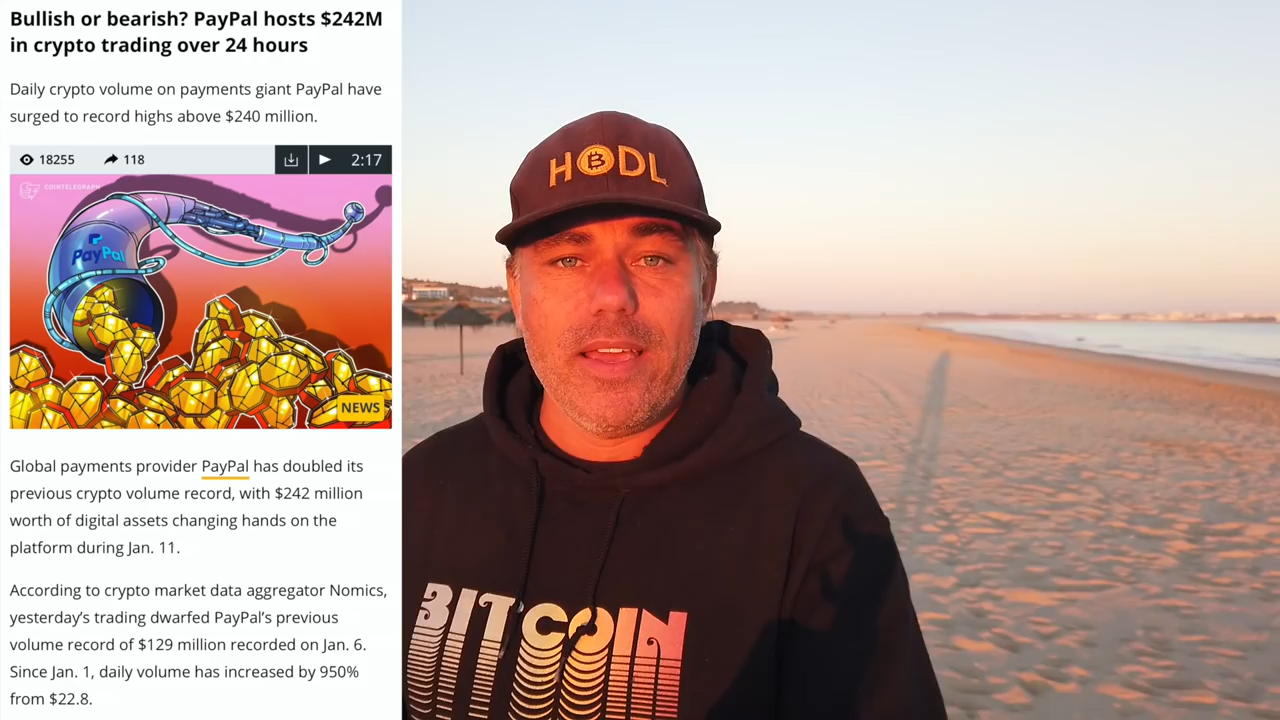 Bullish or bearish? PayPal hosts $242M
in crypto trading over 24 hours
Daily crypto volume on payments giant PayPal have
surged to record highs above $240 million.
18255
118
2:17
COINTELEGRAPH
PayPal
NEWS
Global payments provider PayPal has doubled its
previous crypto volume record, with $242 million
worth of digital assets changing hands on the
platform during Jan. 11.
According to crypto market data aggregator Nomics,
yesterday’s trading dwarfed PayPal’s previous
volume record of $129 million recorded on Jan. 6.
Since Jan. 1, daily volume has increased by 950%
from $22.8.
HODL
BITCOIN